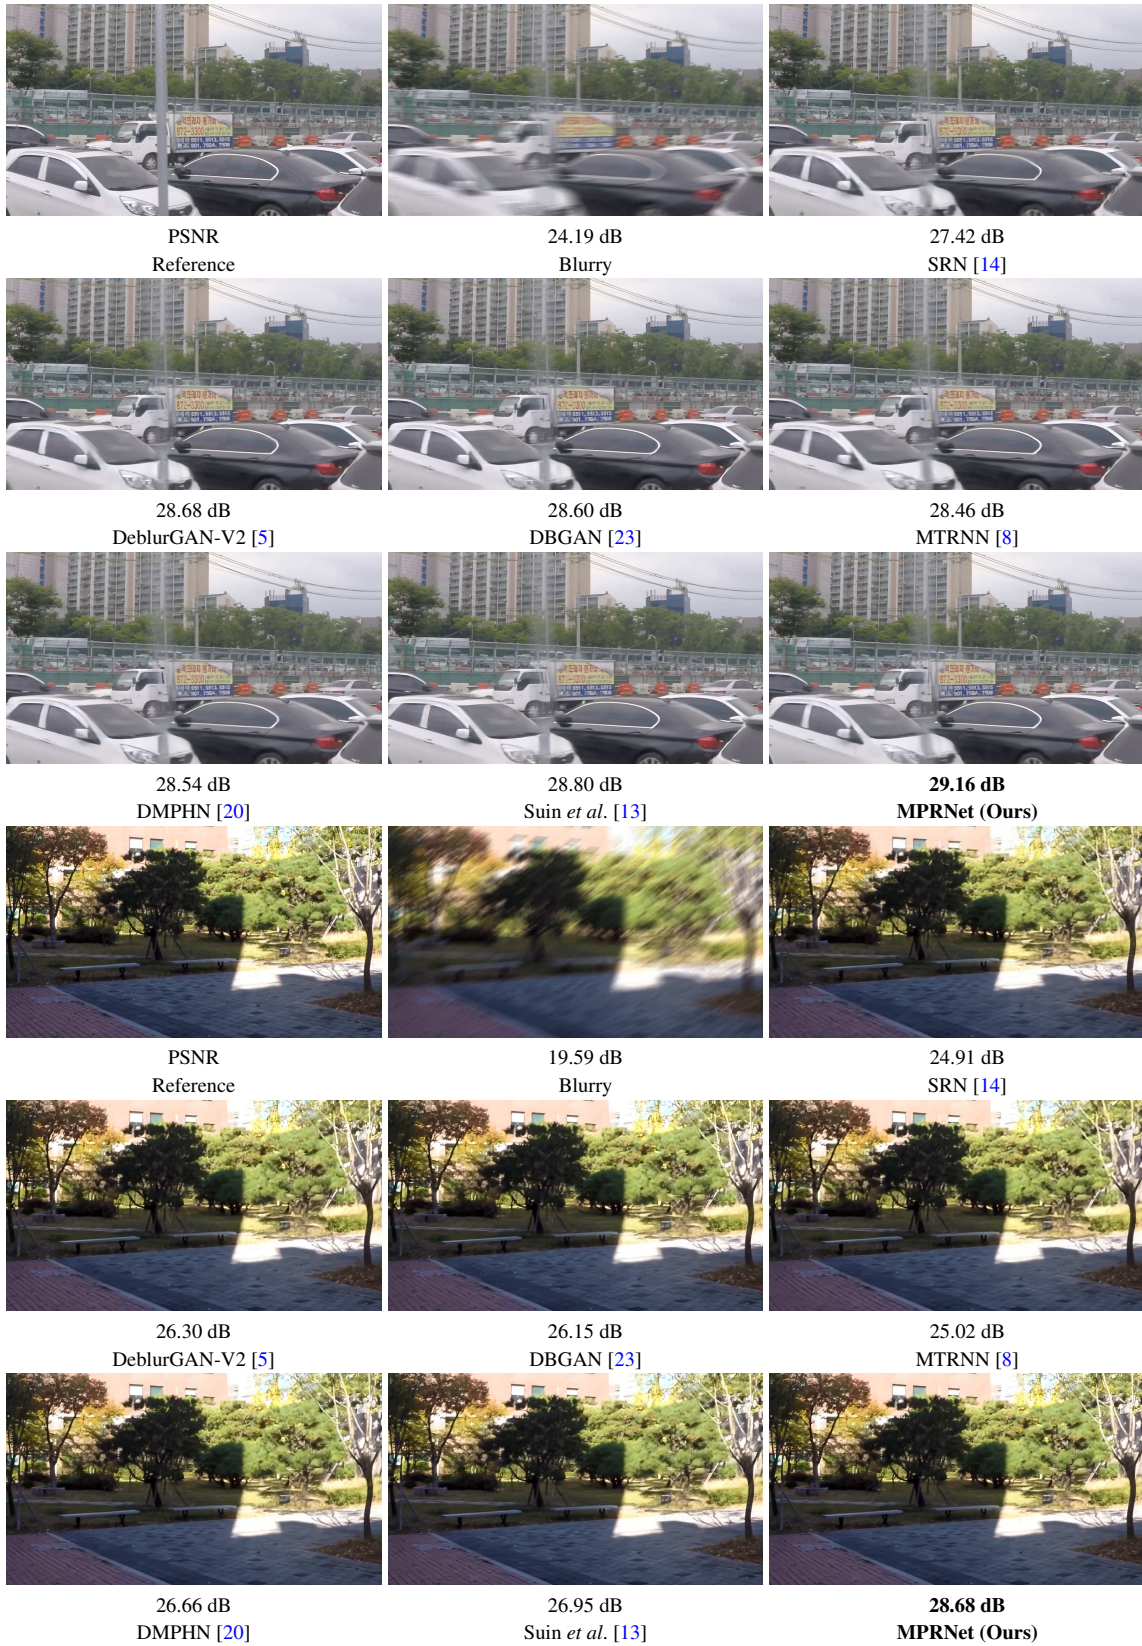 PSNR 24.19 dB 27.42 dB
Reference Blurry SRN [14]
28.68 dB 28.60 dB 28.46 dB
DeblurGAN-V2 [5] DBGAN [23] MTRNN [8]
28.54 dB 28.80 dB 29.16 dB
DMPHN [20] Suin et al. [13] MPRNet (Ours)
PSNR 19.59 dB 24.91 dB
Reference Blurry SRN [14]
26.30 dB 26.15 dB 25.02 dB
DeblurGAN-V2 [5] DBGAN [23] MTRNN [8]
26.66 dB 26.95 dB 28.68 dB
DMPHN [20] Suin et al. [13] MPRNet (Ours)